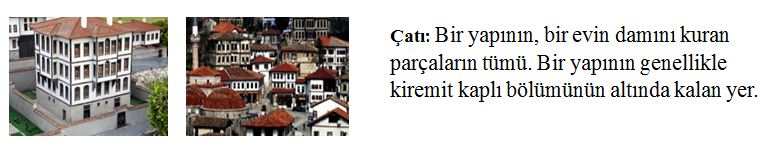 Çatı: Bir yapının, bir evin damını kuran
parçaların tümü. Bir yapının genellikle
kiremit kaplı bölümünün altında kalan yer.